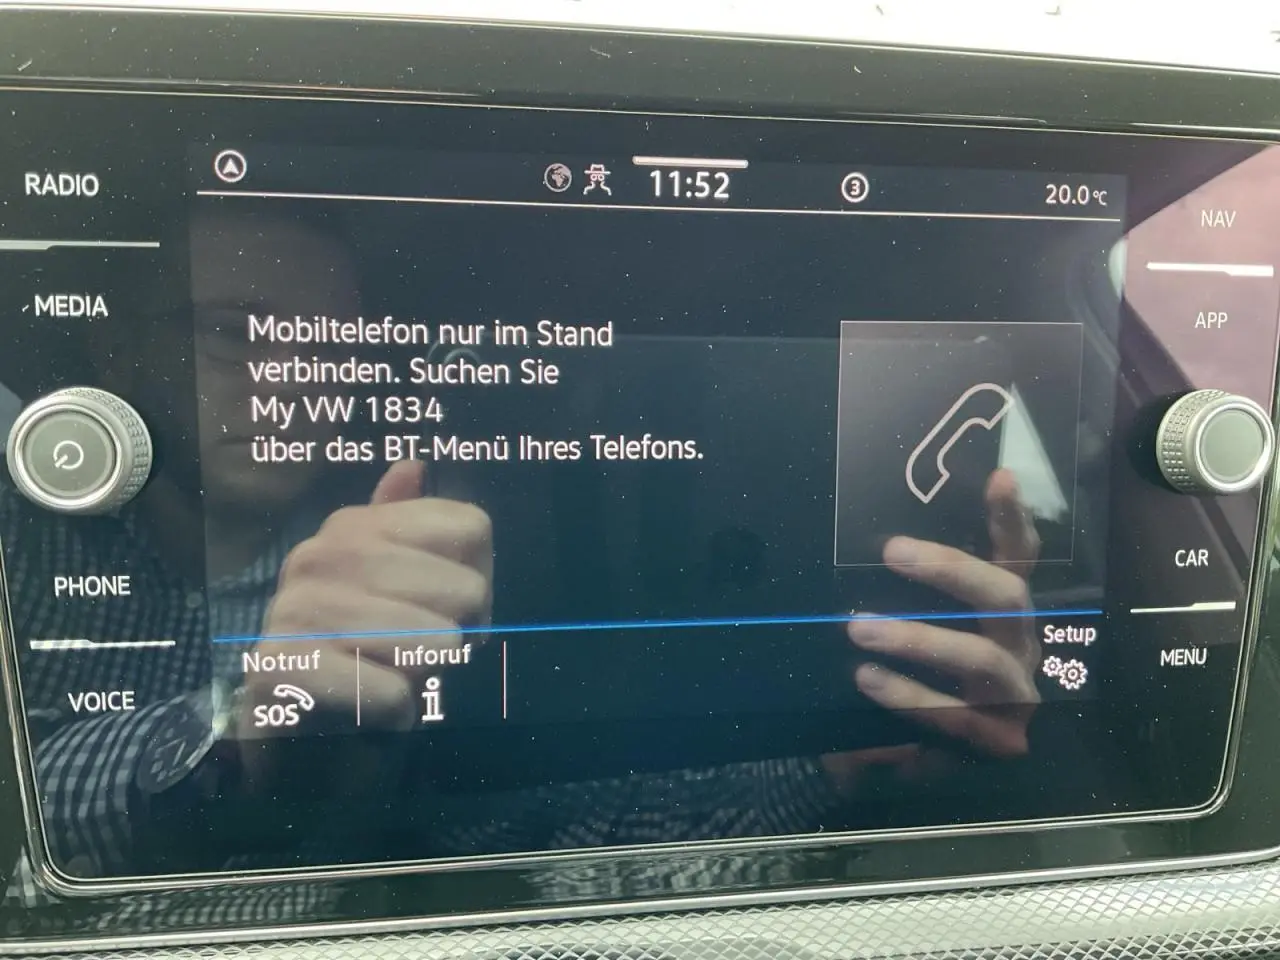 RADIO
11:52
3
20.0°C
NAV
MEDIA
APP
Mobiltelefon nur im Stand
verbinden. Suchen Sie
My VW 1834
über das BT-Menü Ihres Telefons.
PHONE
CAR
Notruf
Inforuf
Setup
SOS
i
VOICE
MENU